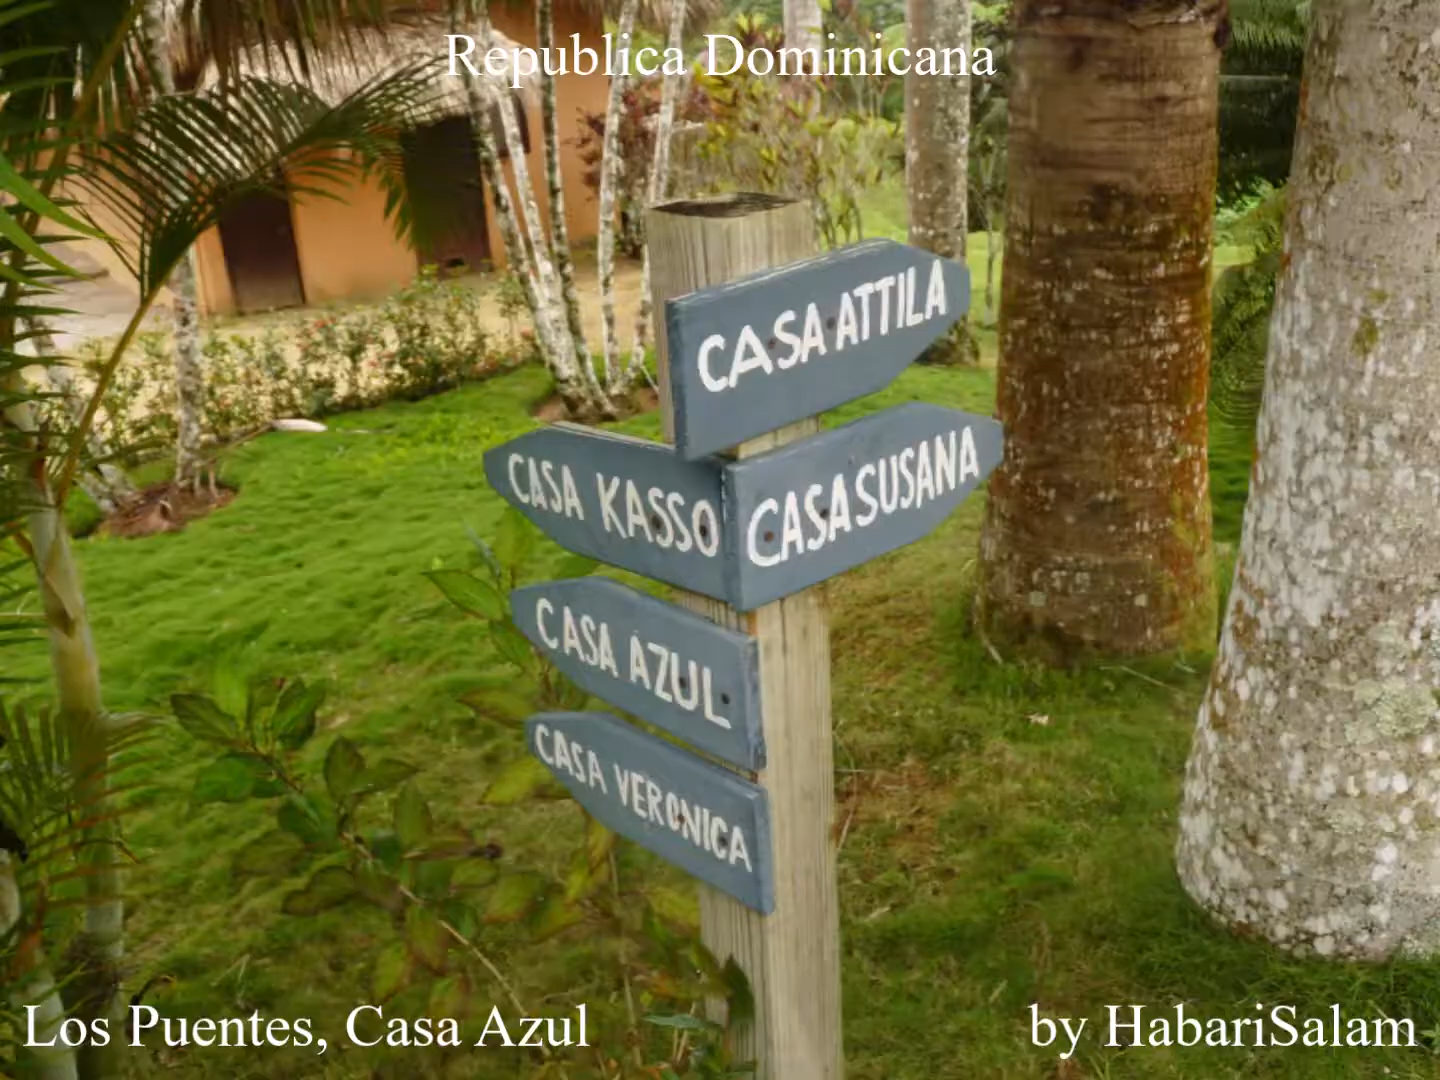 Republica Dominicana
CASA ATTILA
CASA KASSO
CASA SUSANA
CASA AZUL
CASA VERONICA
Los Puentes, Casa Azul
by HabariSalam